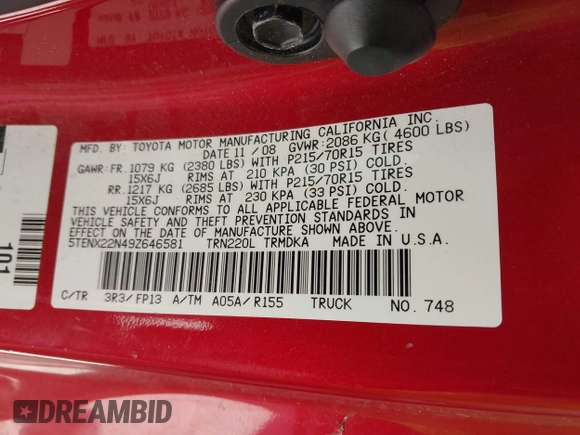 MFD. BY: TOYOTA MOTOR MANUFACTURING CALIFORNIA INC.
DATE 11 / 08 GVWR: 2086 KG( 4600 LBS)
GAWR: FR. 1079 KG (2380 LBS) WITH P215/70R15 TIRES
15X6J RIMS AT 210 KPA (30 PSI) COLD.
RR. 1217 KG (2685 LBS) WITH P215/70R15 TIRES
15X6J RIMS AT 230 KPA (33 PSI) COLD.
THIS VEHICLE CONFORMS TO ALL APPLICABLE FEDERAL MOTOR
VEHICLE SAFETY AND THEFT PREVENTION STANDARDS IN
EFFECT ON THE DATE OF MANUFACTURE SHOWN ABOVE.
5TENX22N49Z646581 TRN220L TRMDKA MADE IN U.S.A.
C/TR 3R3/FP13 A/TM A05A/R155 TRUCK NO. 748
101
DREAMBID